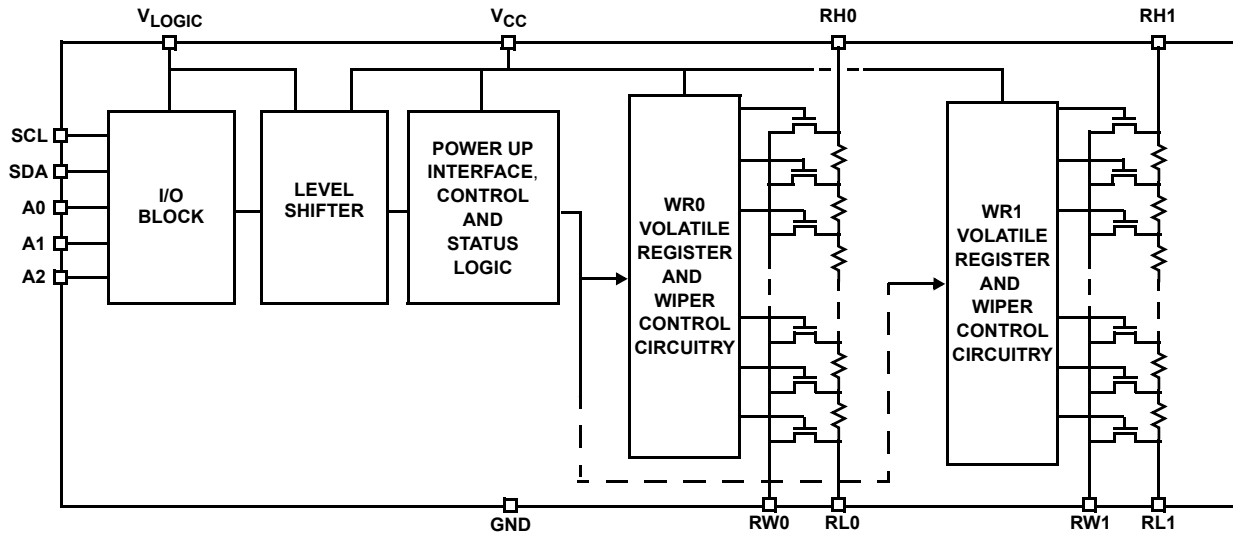 VLOGIC
VCC
RH0
RH1
SCL
SDA
A0
A1
A2
I/O
BLOCK
LEVEL
SHIFTER
POWER UP
INTERFACE,
CONTROL
AND
STATUS
LOGIC
WR0
VOLATILE
REGISTER
AND
WIPER
CONTROL
CIRCUITRY
WR1
VOLATILE
REGISTER
AND
WIPER
CONTROL
CIRCUITRY
GND
RW0
RL0
RW1
RL1